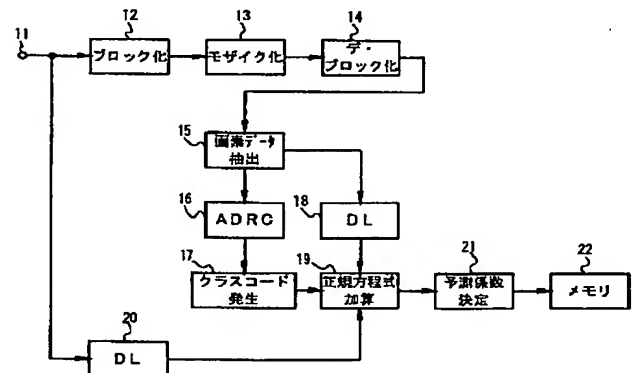 11
12
ブロック化
13
モザイク化
14
デ・
ブロック化
15
画素データ
抽出
16
ADRC
18
DL
17
クラスコード
発生
19
正規方程式
加算
21
予測係数
決定
22
メモリ
20
DL